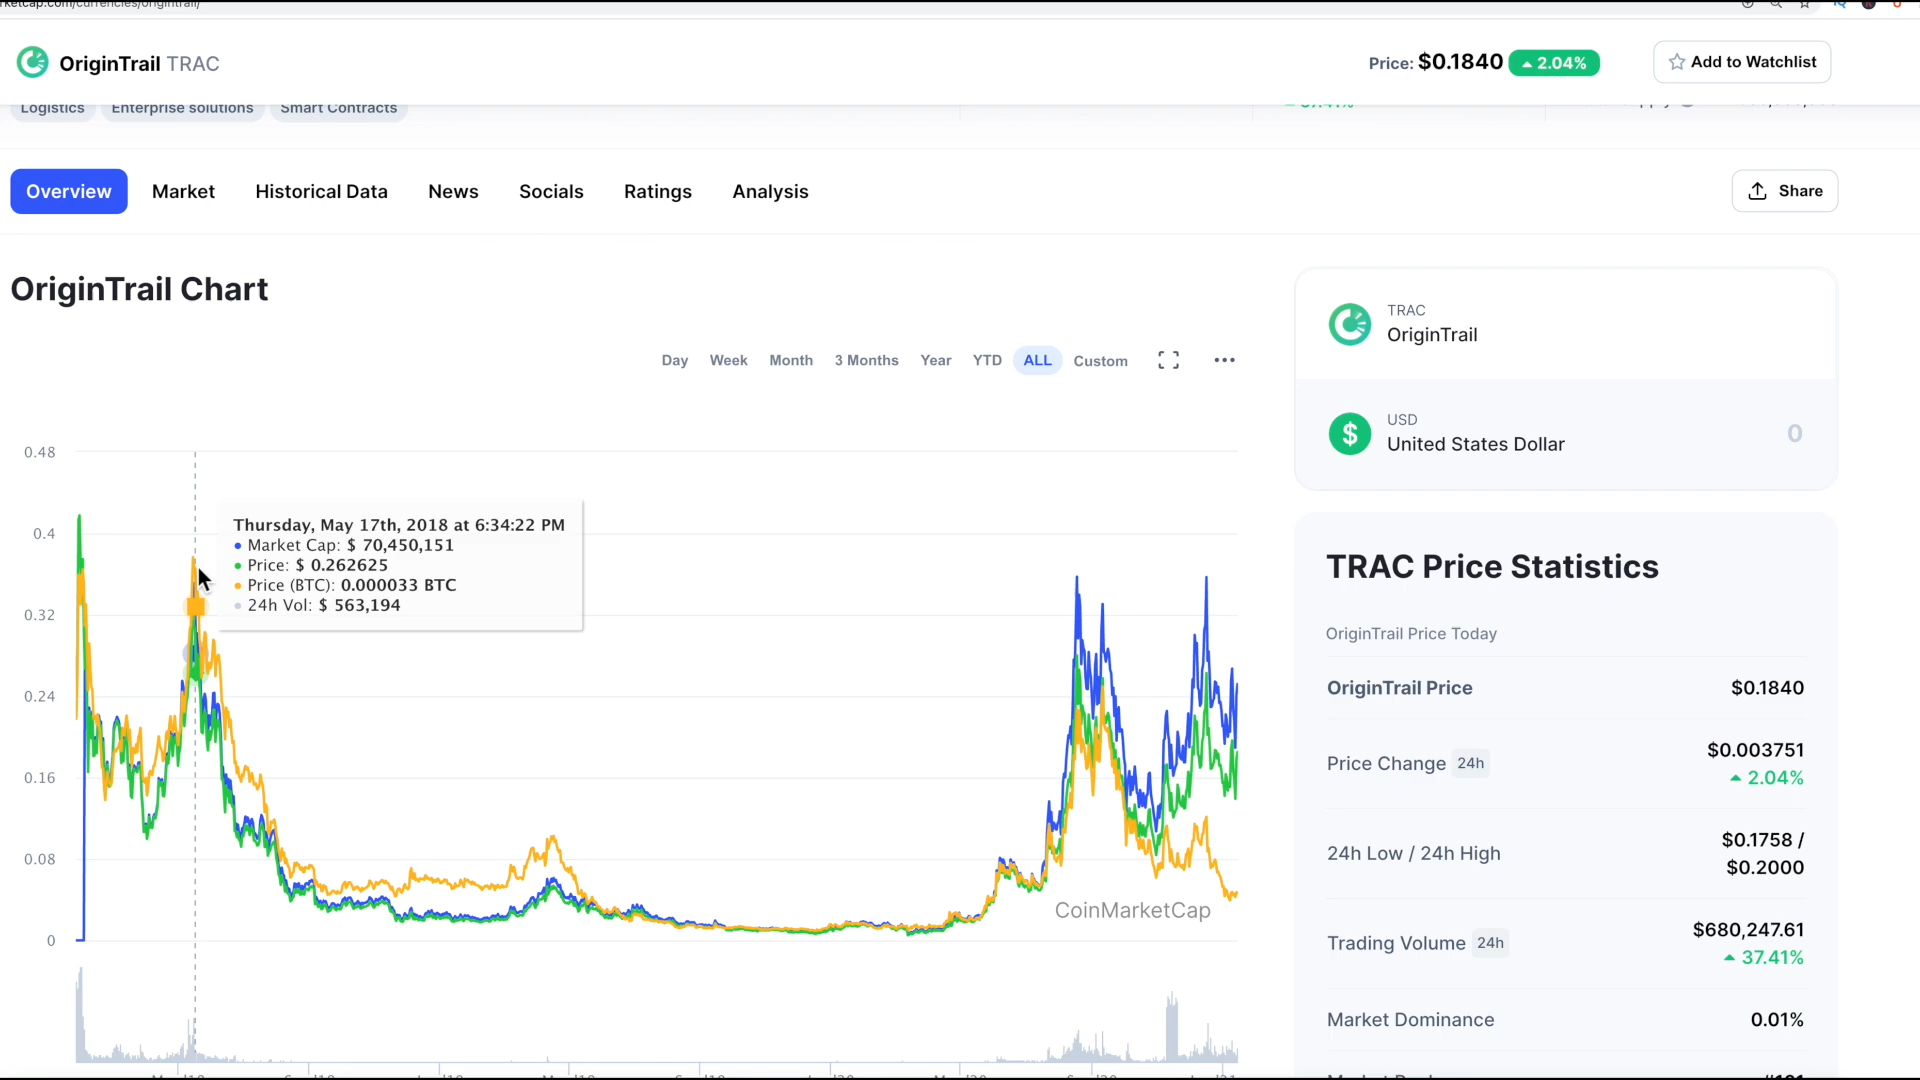 OriginTrail TRAC
Price: $0.1840 2.04%
Add to Watchlist
Logistics
Enterprise solutions
Smart Contracts
Overview
Market
Historical Data
News
Socials
Ratings
Analysis
Share
OriginTrail Chart
Day
Week
Month
3 Months
Year
YTD
ALL
Custom
0.48
0.4
0.32
0.24
0.16
0.08
0
Thursday, May 17th, 2018 at 6:34:22 PM
Market Cap: $ 70,450,151
Price: $ 0.262625
Price (BTC): 0.000033 BTC
24h Vol: $ 563,194
CoinMarketCap
TRAC
OriginTrail
USD
United States Dollar
0
TRAC Price Statistics
OriginTrail Price Today
OriginTrail Price
$0.1840
Price Change 24h
$0.003751
2.04%
24h Low / 24h High
$0.1758 /
$0.2000
Trading Volume 24h
$680,247.61
37.41%
Market Dominance
0.01%